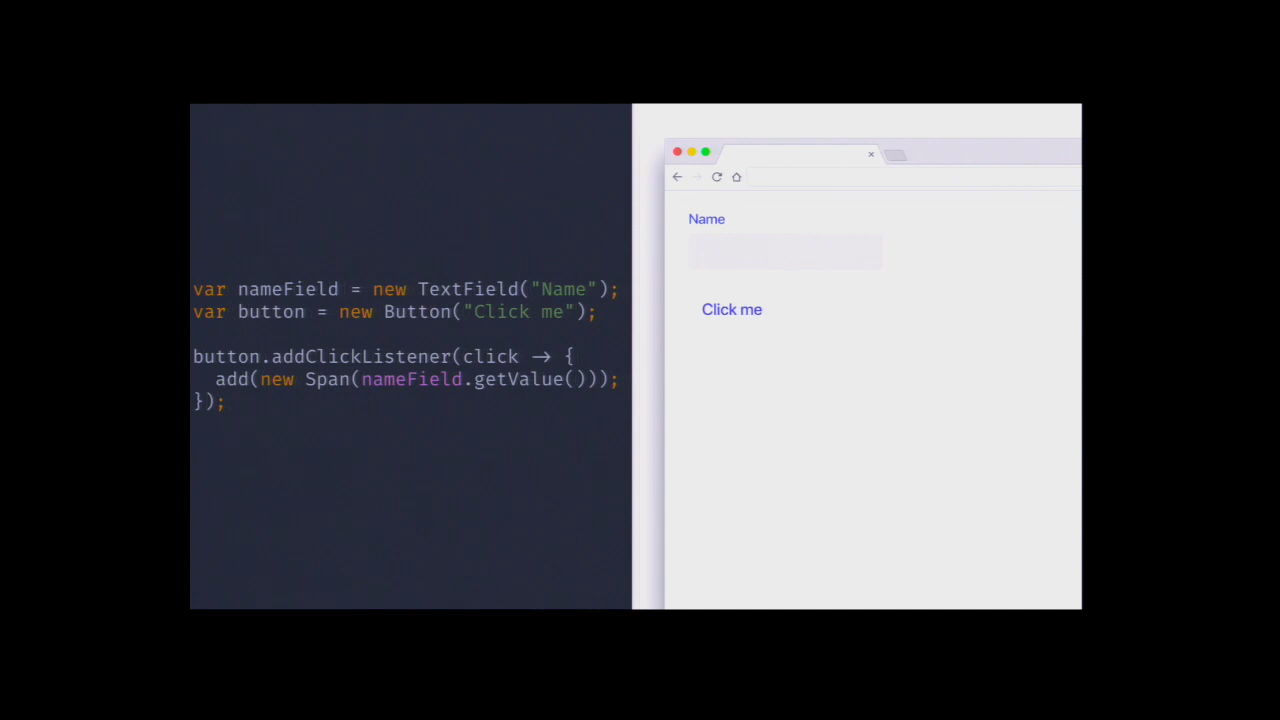 var nameField = new TextField("Name");
var button = new Button("Click me");
button.addClickListener(click -> {
add(new Span(nameField.getValue()));
});
Name
Click me